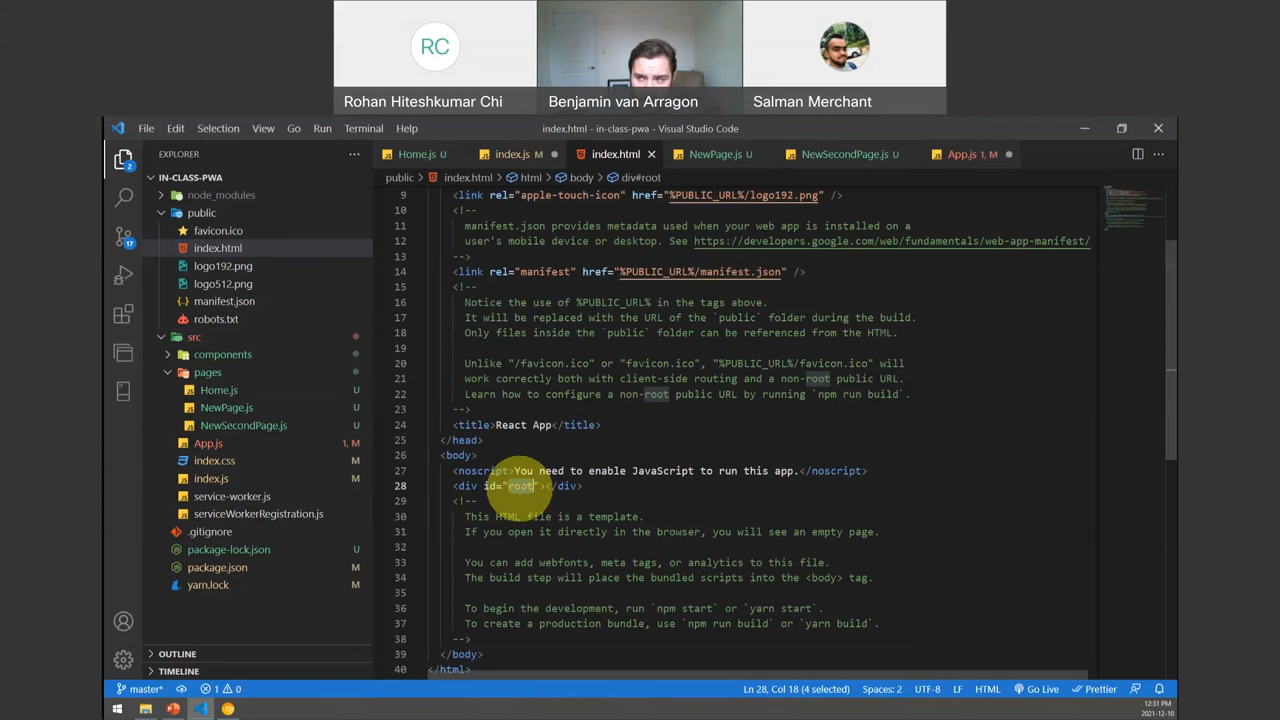 RC
Rohan Hiteshkumar Chi
Benjamin van Arragon
Salman Merchant
File Edit Selection View Go Run Terminal Help
index.html - in-class-pwa - Visual Studio Code
EXPLORER
Home.js U
index.js M
index.html
NewPage.js U
NewSecondPage.js U
App.js 1, M
public > index.html > html > body > div#root
IN-CLASS-PWA
node_modules
public
favicon.ico
index.html
logo192.png
logo512.png
manifest.json
robots.txt
src
components
pages
Home.js U
NewPage.js U
NewSecondPage.js U
App.js 1, M
index.css M
index.js M
service-worker.js M
serviceWorkerRegistration.js M
.gitignore M
package-lock.json U
package.json M
yarn.lock M
OUTLINE
TIMELINE
2
17
9 <link rel="apple-touch-icon" href="%PUBLIC_URL%/logo192.png" />
10 <!--
11 manifest.json provides metadata used when your web app is installed on a
12 user's mobile device or desktop. See https://developers.google.com/web/fundamentals/web-app-manifest/
13 -->
14 <link rel="manifest" href="%PUBLIC_URL%/manifest.json" />
15 <!--
16 Notice the use of %PUBLIC_URL% in the tags above.
17 It will be replaced with the URL of the `public` folder during the build.
18 Only files inside the `public` folder can be referenced from the HTML.
19
20 Unlike "/favicon.ico" or "favicon.ico", "%PUBLIC_URL%/favicon.ico" will
21 work correctly both with client-side routing and a non-root public URL.
22 Learn how to configure a non-root public URL by running `npm run build`.
23 -->
24 <title>React App</title>
25 </head>
26 <body>
27 <noscript>You need to enable JavaScript to run this app.</noscript>
28 <div id="root"></div>
29 <!--
30 This HTML file is a template.
31 If you open it directly in the browser, you will see an empty page.
32
33 You can add webfonts, meta tags, or analytics to this file.
34 The build step will place the bundled scripts into the <body> tag.
35
36 To begin the development, run `npm start` or `yarn start`.
37 To create a production bundle, use `npm run build` or `yarn build`.
38 -->
39 </body>
40 </html>
master* 1 0
Ln 28, Col 18 (4 selected) Spaces: 2 UTF-8 LF HTML Go Live Prettier
12:31 PM
2021-12-10